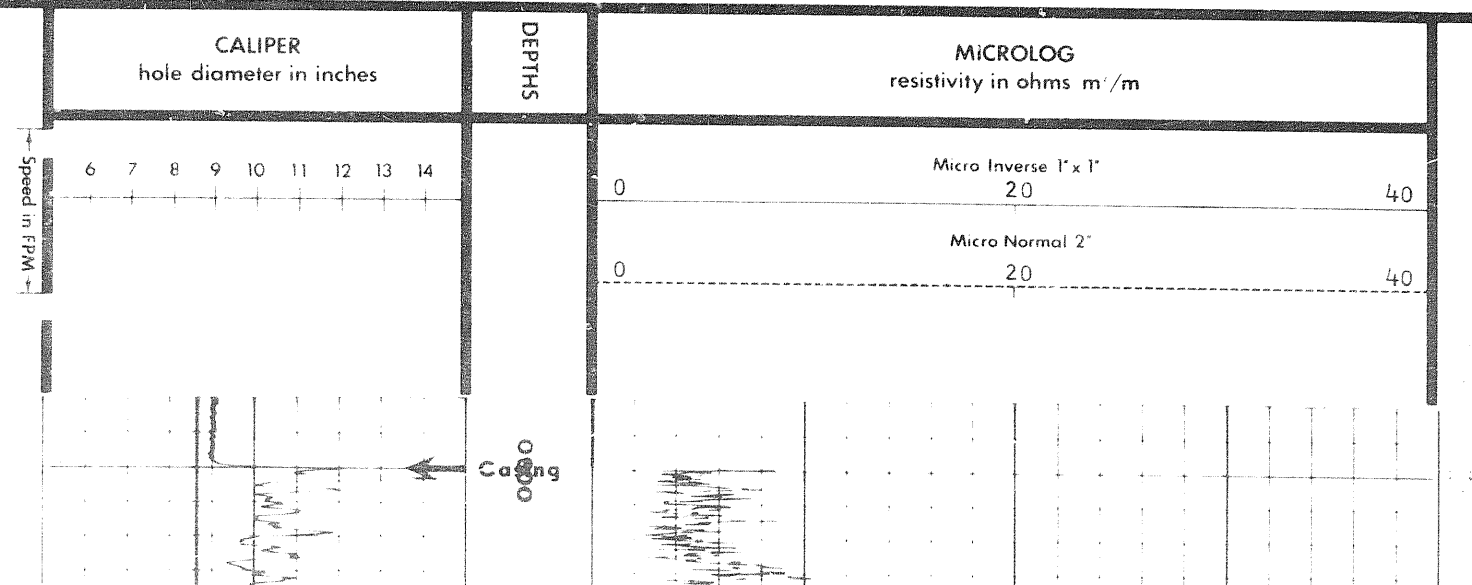 CALIPER
hole diameter in inches
DEPTHS
MiCROLOG
resistivity in ohms m²/m
Speed in FPM
6 7 8 9 10 11 12 13 14
Micro Inverse 1" x 1"
0 20 40
Micro Normal 2"
0 20 40